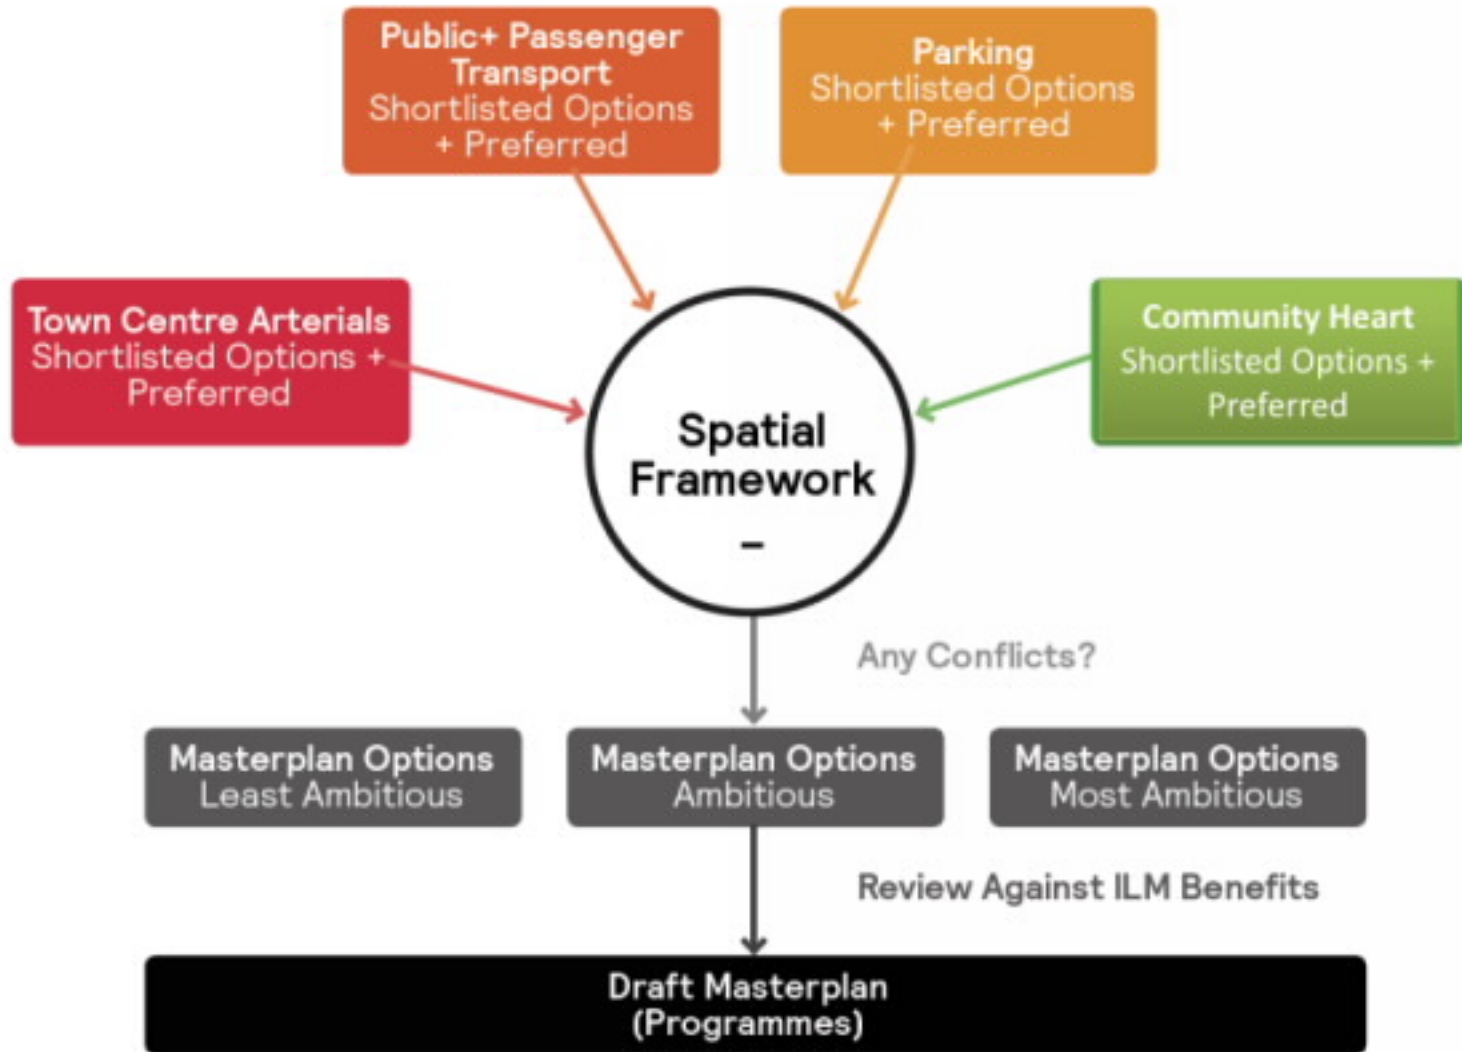 Public+ Passenger
Transport
Shortlisted Options
+ Preferred
Parking
Shortlisted Options
+ Preferred
Town Centre Arterials
Shortlisted Options +
Preferred
Community Heart
Shortlisted Options +
Preferred
Spatial
Framework
–
Any Conflicts?
Masterplan Options
Least Ambitious
Masterplan Options
Ambitious
Masterplan Options
Most Ambitious
Review Against ILM Benefits
Draft Masterplan
(Programmes)